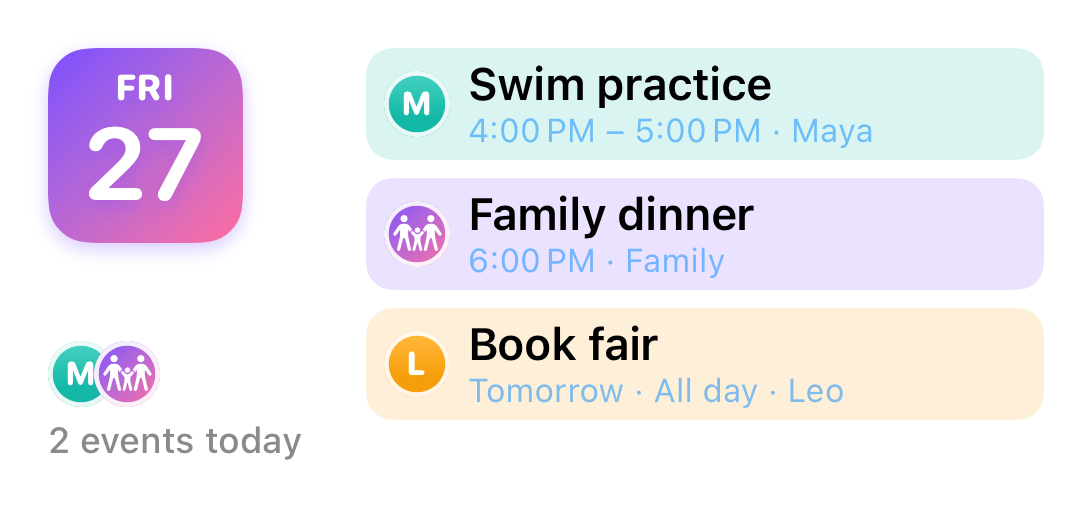 FRI
27
M
2 events today
M
Swim practice
4:00 PM – 5:00 PM · Maya
Family dinner
6:00 PM · Family
L
Book fair
Tomorrow · All day · Leo